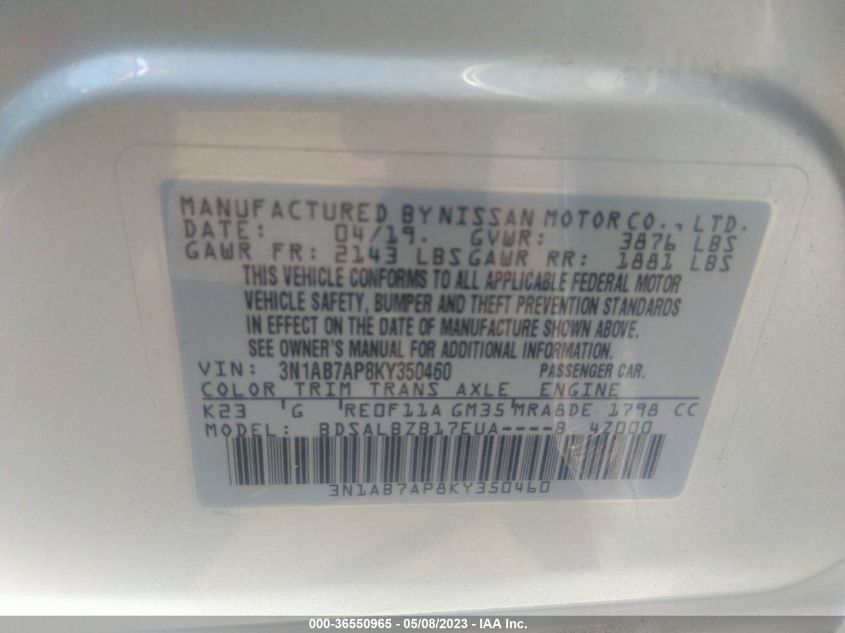 MANUFACTURED BY NISSAN MOTOR CO., LTD.
DATE: 04/19. GVWR: 3876 LBS
GAWR FR: 2143 LBS GAWR RR: 1881 LBS
THIS VEHICLE CONFORMS TO ALL APPLICABLE FEDERAL MOTOR
VEHICLE SAFETY, BUMPER AND THEFT PREVENTION STANDARDS
IN EFFECT ON THE DATE OF MANUFACTURE SHOWN ABOVE.
SEE OWNER'S MANUAL FOR ADDITIONAL INFORMATION.
VIN: 3N1AB7AP8KY350460 PASSENGER CAR.
COLOR TRIM TRANS AXLE ENGINE
K23 G RE0F11A GM35 MRA8DE 1798 CC
MODEL: BDSALBZB17EUA----B 4Z000
3N1AB7AP8KY350460
000-36550965 - 05/08/2023 - IAA Inc.